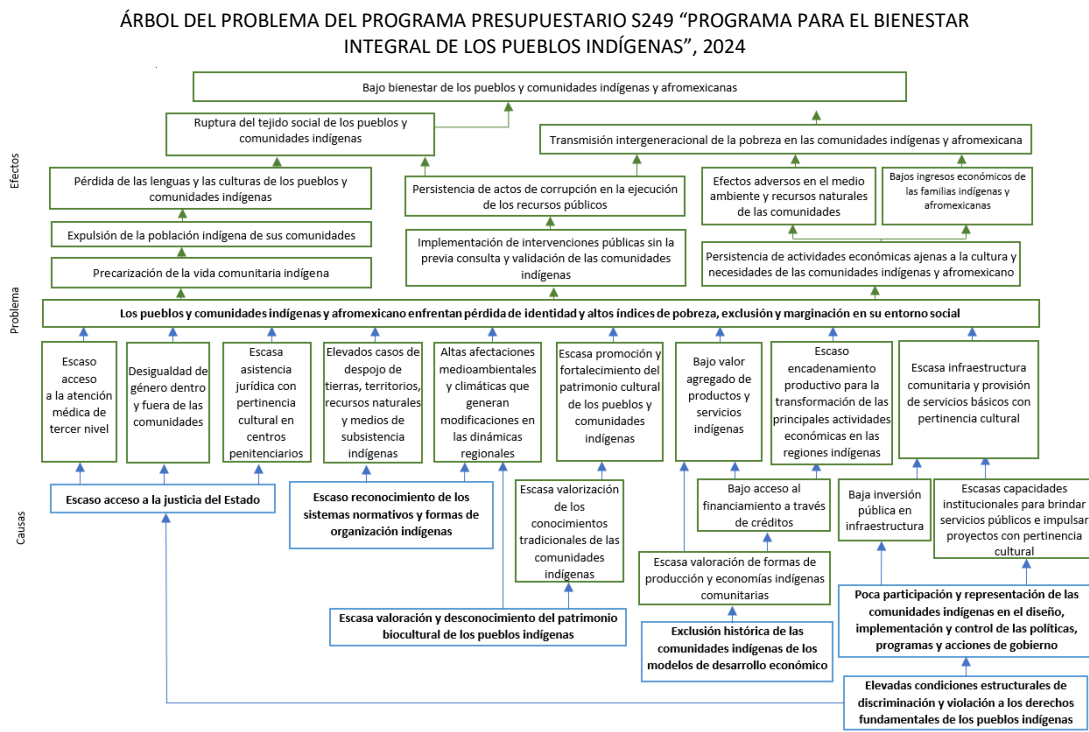 ÁRBOL DEL PROBLEMA DEL PROGRAMA PRESUPUESTARIO S249 “PROGRAMA PARA EL BIENESTAR
INTEGRAL DE LOS PUEBLOS INDÍGENAS”, 2024
Efectos
Bajo bienestar de los pueblos y comunidades indígenas y afromexicanas
Ruptura del tejido social de los pueblos y
comunidades indígenas
Transmisión intergeneracional de la pobreza en las comunidades indígenas y afromexicana
Pérdida de las lenguas y las culturas de los pueblos y
comunidades indígenas
Persistencia de actos de corrupción en la ejecución
de los recursos públicos
Efectos adversos en el medio
ambiente y recursos naturales
de las comunidades
Bajos ingresos económicos de
las familias indígenas y
afromexicanas
Expulsión de la población indígena de sus comunidades
Implementación de intervenciones públicas sin la
previa consulta y validación de las comunidades
indígenas
Persistencia de actividades económicas ajenas a la cultura y
necesidades de las comunidades indígenas y afromexicano
Precarización de la vida comunitaria indígena
Problema
Los pueblos y comunidades indígenas y afromexicano enfrentan pérdida de identidad y altos índices de pobreza, exclusión y marginación en su entorno social
Causas
Escaso
acceso
a la atención
médica de
tercer nivel
Desigualdad de
género dentro
y fuera de las
comunidades
Escasa
asistencia
jurídica con
pertinencia
cultural en
centros
penitenciarios
Elevados casos de
despojo de
tierras, territorios,
recursos naturales
y medios de
subsistencia
indígenas
Altas afectaciones
medioambientales
y climáticas que
generan
modificaciones en
las dinámicas
regionales
Escasa promoción y
fortalecimiento del
patrimonio cultural
de los pueblos y
comunidades
indígenas
Bajo valor
agregado de
productos y
servicios
indígenas
Escaso
encadenamiento
productivo para la
transformación de las
principales actividades
económicas en las
regiones indígenas
Escasa infraestructura
comunitaria y provisión
de servicios básicos con
pertinencia cultural
Escaso acceso a la justicia del Estado
Escaso reconocimiento de los
sistemas normativos y formas de
organización indígenas
Escasa
valorización de
los
conocimientos
tradicionales de las
comunidades
indígenas
Bajo acceso al
financiamiento a través
de créditos
Baja inversión
pública en
infraestructura
Escasas capacidades
institucionales para brindar
servicios públicos e impulsar
proyectos con pertinencia
cultural
Escasa valoración de formas de
producción y economías indígenas
comunitarias
Escasa valoración y desconocimiento del patrimonio
biocultural de los pueblos indígenas
Exclusión histórica de las
comunidades indígenas de los
modelos de desarrollo económico
Poca participación y representación de las
comunidades indígenas en el diseño,
implementación y control de las políticas,
programas y acciones de gobierno
Elevadas condiciones estructurales de
discriminación y violación a los derechos
fundamentales de los pueblos indígenas